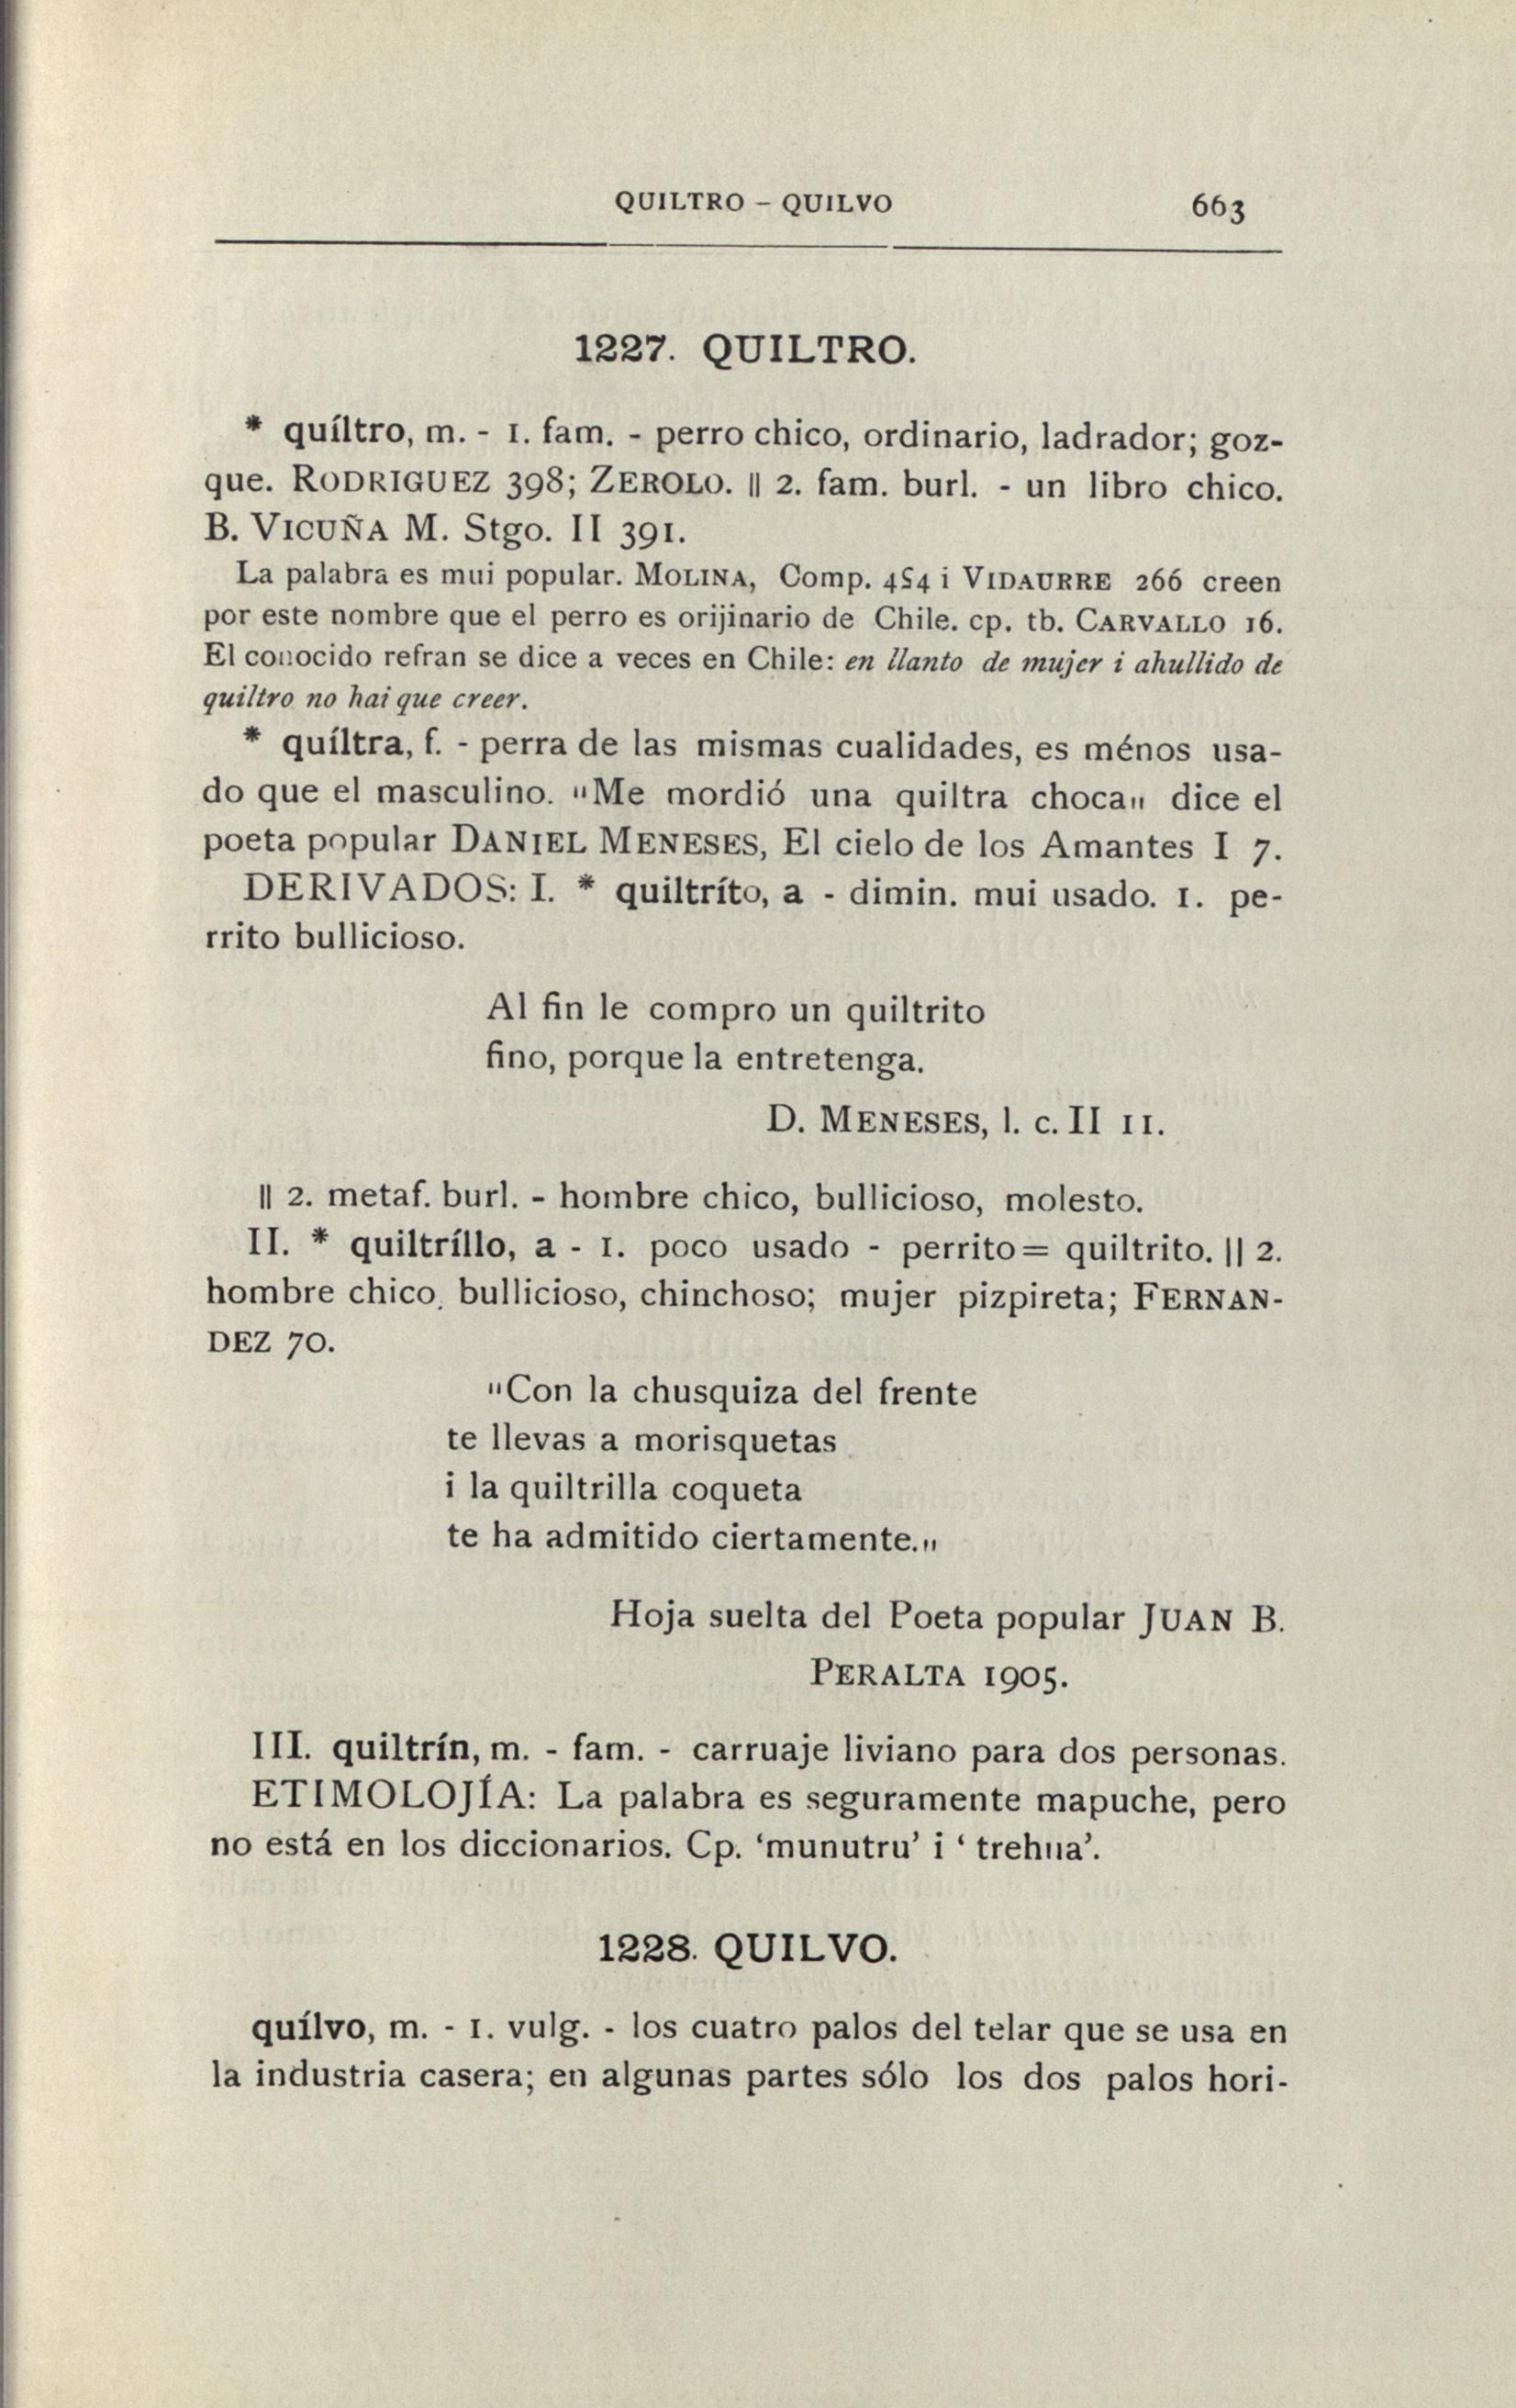 QUILTRO – QUILVO 663
1227. QUILTRO.
* quíltro, m. - 1. fam. - perro chico, ordinario, ladrador; goz-
que. RODRIGUEZ 398; ZEROLO. || 2. fam. burl. - un libro chico.
B. VICUÑA M. Stgo. II 391.
La palabra es mui popular. MOLINA, Comp. 454 i VIDAURRE 266 creen
por este nombre que el perro es orijinario de Chile. cp. tb. CARVALLO 16.
El conocido refran se dice a veces en Chile: en llanto de mujer i ahullido de
quiltro no hai que creer.
* quíltra, f. - perra de las mismas cualidades, es ménos usa-
do que el masculino. "Me mordió una quiltra choca" dice el
poeta popular DANIEL MENESES, El cielo de los Amantes I 7.
DERIVADOS: I. * quiltríto, a - dimin. mui usado. 1. pe-
rrito bullicioso.
Al fin le compro un quiltrito
fino, porque la entretenga.
D. MENESES, l. c. II 11.
|| 2. metaf. burl. - hombre chico, bullicioso, molesto.
II. * quiltríllo, a - 1. poco usado - perrito = quiltrito. || 2.
hombre chico, bullicioso, chinchoso; mujer pizpireta; FERNAN-
DEZ 70.
"Con la chusquiza del frente
te llevas a morisquetas
i la quiltrilla coqueta
te ha admitido ciertamente."
Hoja suelta del Poeta popular JUAN B.
PERALTA 1905.
III. quiltrín, m. - fam. - carruaje liviano para dos personas.
ETIMOLOJÍA: La palabra es seguramente mapuche, pero
no está en los diccionarios. Cp. 'munutru' i ' trehua'.
1228. QUILVO.
quílvo, m. - 1. vulg. - los cuatro palos del telar que se usa en
la industria casera; en algunas partes sólo los dos palos hori-